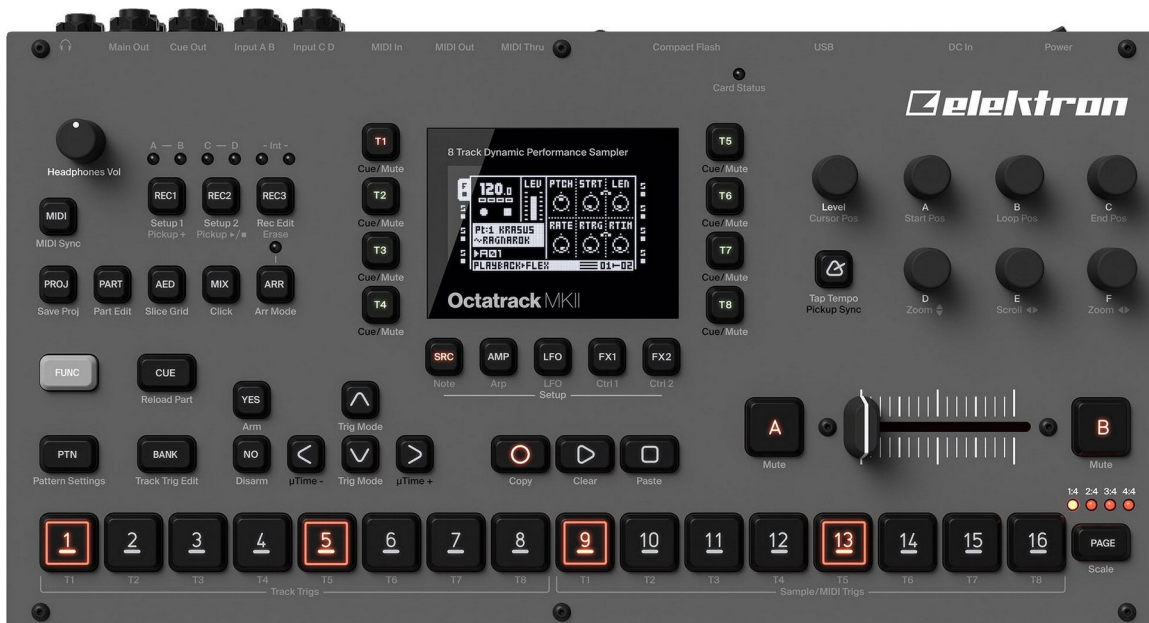 Main Out Cue Out Input A B Input C D MIDI In MIDI Out MIDI Thru Compact Flash USB DC In Power
Card Status
elektron
Headphones Vol
A — B C — D - Int -
REC1 REC2 REC3
Setup 1 Setup 2 Rec Edit
Pickup + Pickup ▸/■ Erase
MIDI
MIDI Sync
PROJ PART AED MIX ARR
Save Proj Part Edit Slice Grid Click Arr Mode
T1
Cue/Mute
T2
Cue/Mute
T3
Cue/Mute
T4
Cue/Mute
8 Track Dynamic Performance Sampler
120.0 LEV PTCH STRT LEN
RATE RTRG RTIM
PT:1 KRASUS
~RAGNAROK
▸A01
PLAYBACK▸FLEX 01–02
Octatrack MKII
T5
Cue/Mute
T6
Cue/Mute
T7
Cue/Mute
T8
Cue/Mute
Level A B C
Cursor Pos Start Pos Loop Pos End Pos
Tap Tempo D E F
Pickup Sync Zoom Scroll Zoom
SRC AMP LFO FX1 FX2
Note Arp LFO Ctrl 1 Ctrl 2
Setup
FUNC CUE
Reload Part
YES
Arm Trig Mode
PTN BANK NO
Pattern Settings Track Trig Edit Disarm µTime - Trig Mode µTime +
Copy Clear Paste
A B
Mute Mute
1:4 2:4 3:4 4:4
1 2 3 4 5 6 7 8 9 10 11 12 13 14 15 16 PAGE
T1 T2 T3 T4 T5 T6 T7 T8 T1 T2 T3 T4 T5 T6 T7 T8 Scale
Track Trigs Sample/MIDI Trigs